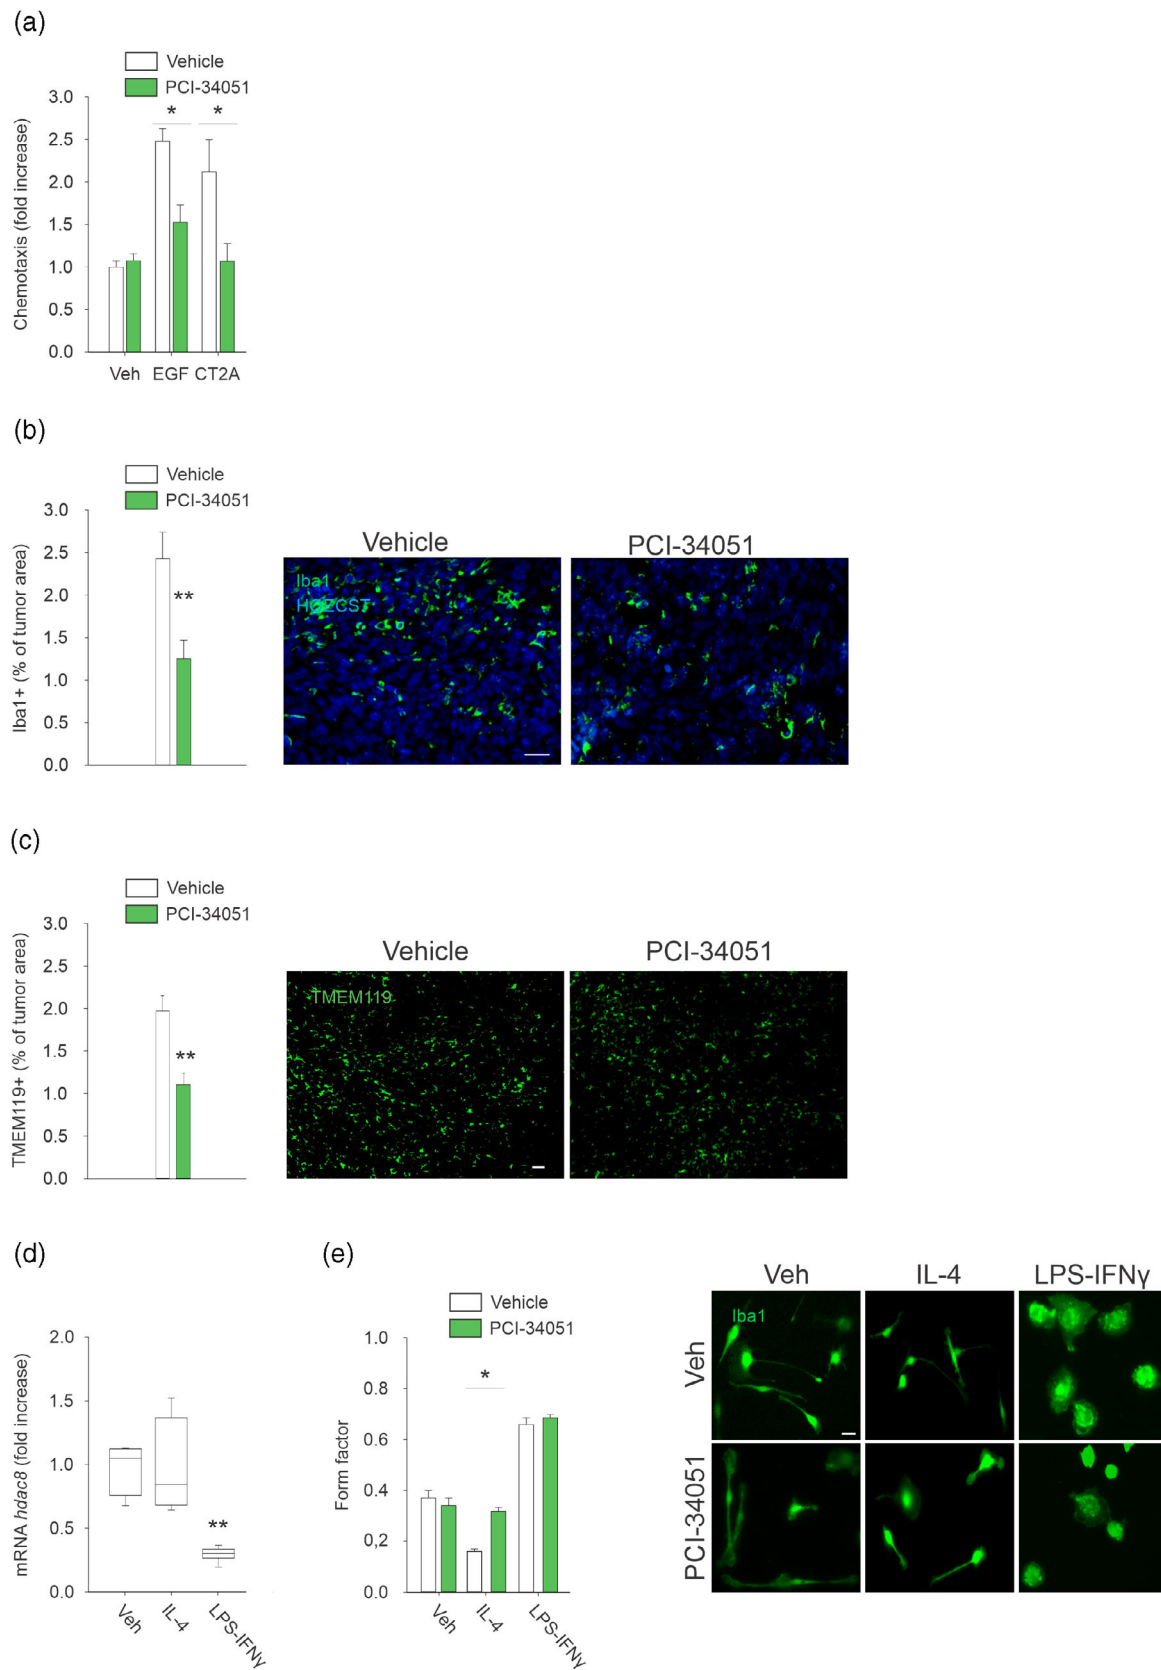 (a)
Vehicle
PCI-34051
Chemotaxis (fold increase)
3.0
2.5
2.0
1.5
1.0
0.5
0.0
* *
Veh EGF CT2A
(b)
Vehicle
PCI-34051
Iba1+ (% of tumor area)
3.0
2.5
2.0
1.5
1.0
0.5
0.0
**
Vehicle PCI-34051
Iba1
HOECST
(c)
Vehicle
PCI-34051
TMEM119+ (% of tumor area)
3.0
2.5
2.0
1.5
1.0
0.5
0.0
**
Vehicle PCI-34051
TMEM119
(d)
mRNA hdac8 (fold increase)
2.0
1.5
1.0
0.5
0.0
**
Veh IL-4 LPS-IFNγ
(e)
Vehicle
PCI-34051
Form factor
1.0
0.8
0.6
0.4
0.2
0.0
*
Veh IL-4 LPS-IFNγ
Veh IL-4 LPS-IFNγ
Veh
Iba1
PCI-34051